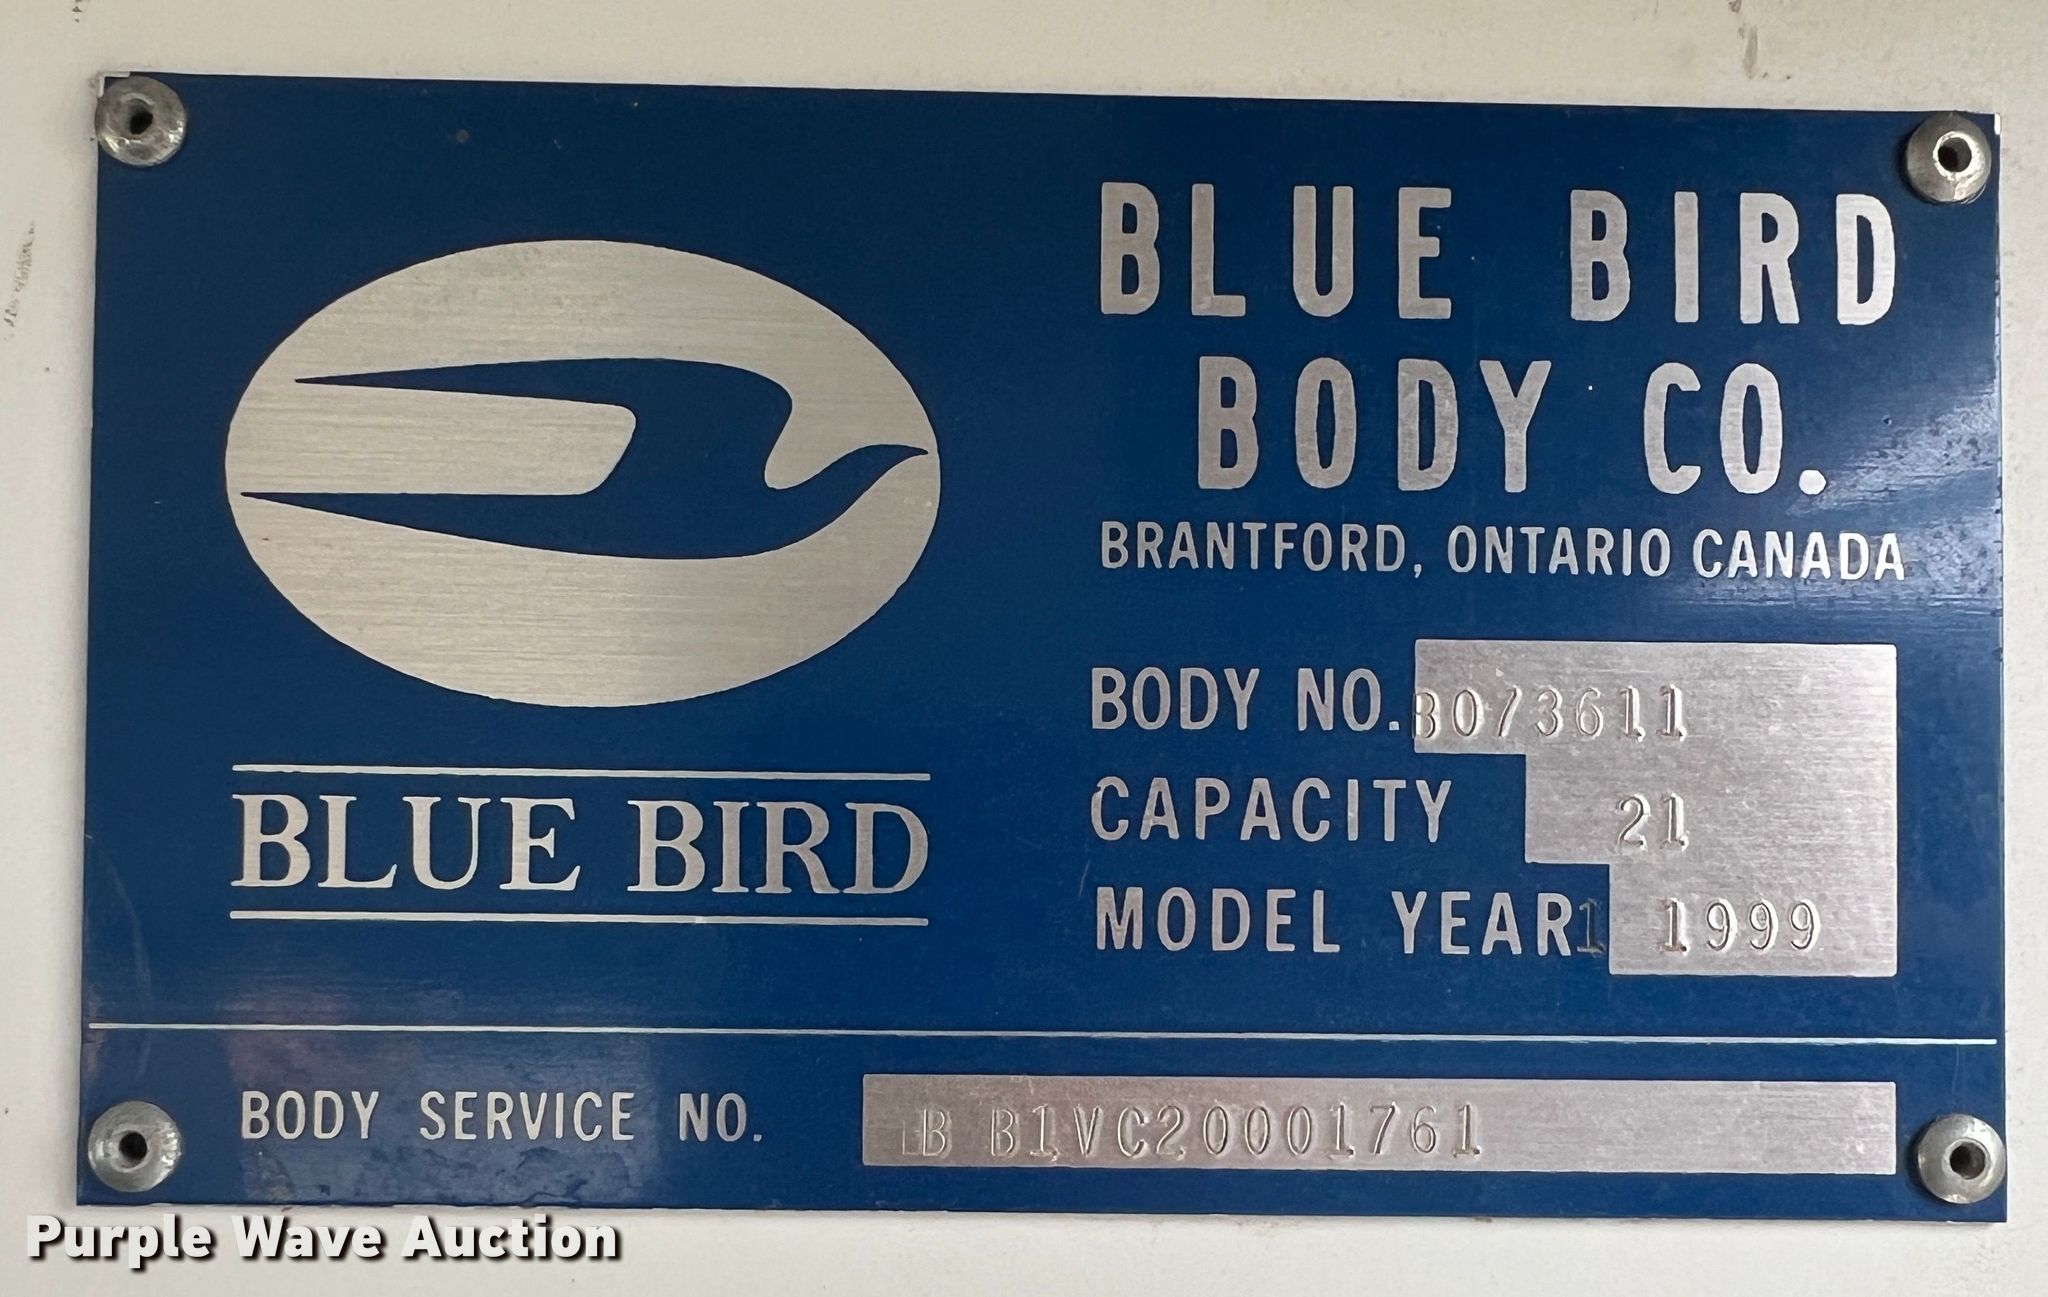 BLUE BIRD
BODY CO.
BRANTFORD, ONTARIO CANADA
BODY NO. B073611
CAPACITY 21
MODEL YEAR 1 1999
BLUE BIRD
BODY SERVICE NO. B B1VC20001761
Purple Wave Auction